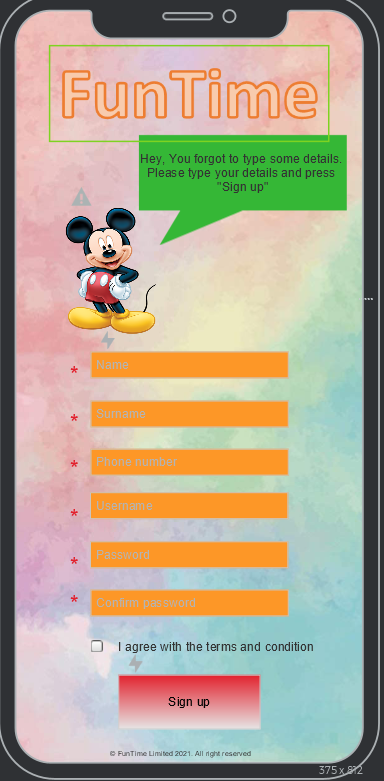 FunTime
Hey, You forgot to type some details.
Please type your details and press
"Sign up"
* Name
* Surname
* Phone number
* Username
* Password
* Confirm password
I agree with the terms and condition
Sign up
© FunTime Limited 2021. All right reserved
375 x 812